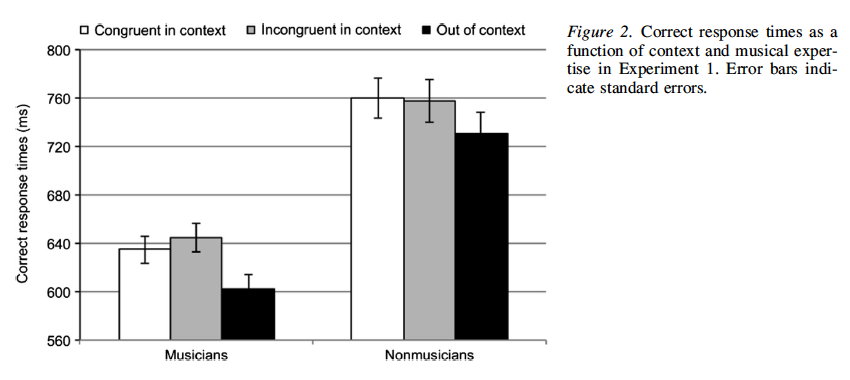 Congruent in context Incongruent in context Out of context
800
760
720
680
640
600
560
Correct response times (ms)
Musicians Nonmusicians
Figure 2. Correct response times as a
function of context and musical exper-
tise in Experiment 1. Error bars indi-
cate standard errors.